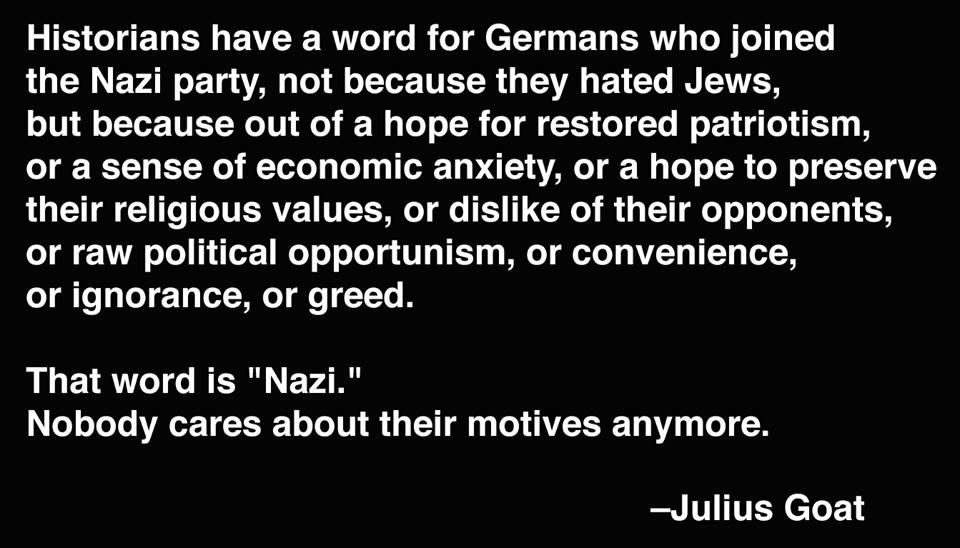 Historians have a word for Germans who joined
the Nazi party, not because they hated Jews,
but because out of a hope for restored patriotism,
or a sense of economic anxiety, or a hope to preserve
their religious values, or dislike of their opponents,
or raw political opportunism, or convenience,
or ignorance, or greed.
That word is "Nazi."
Nobody cares about their motives anymore.
–Julius Goat